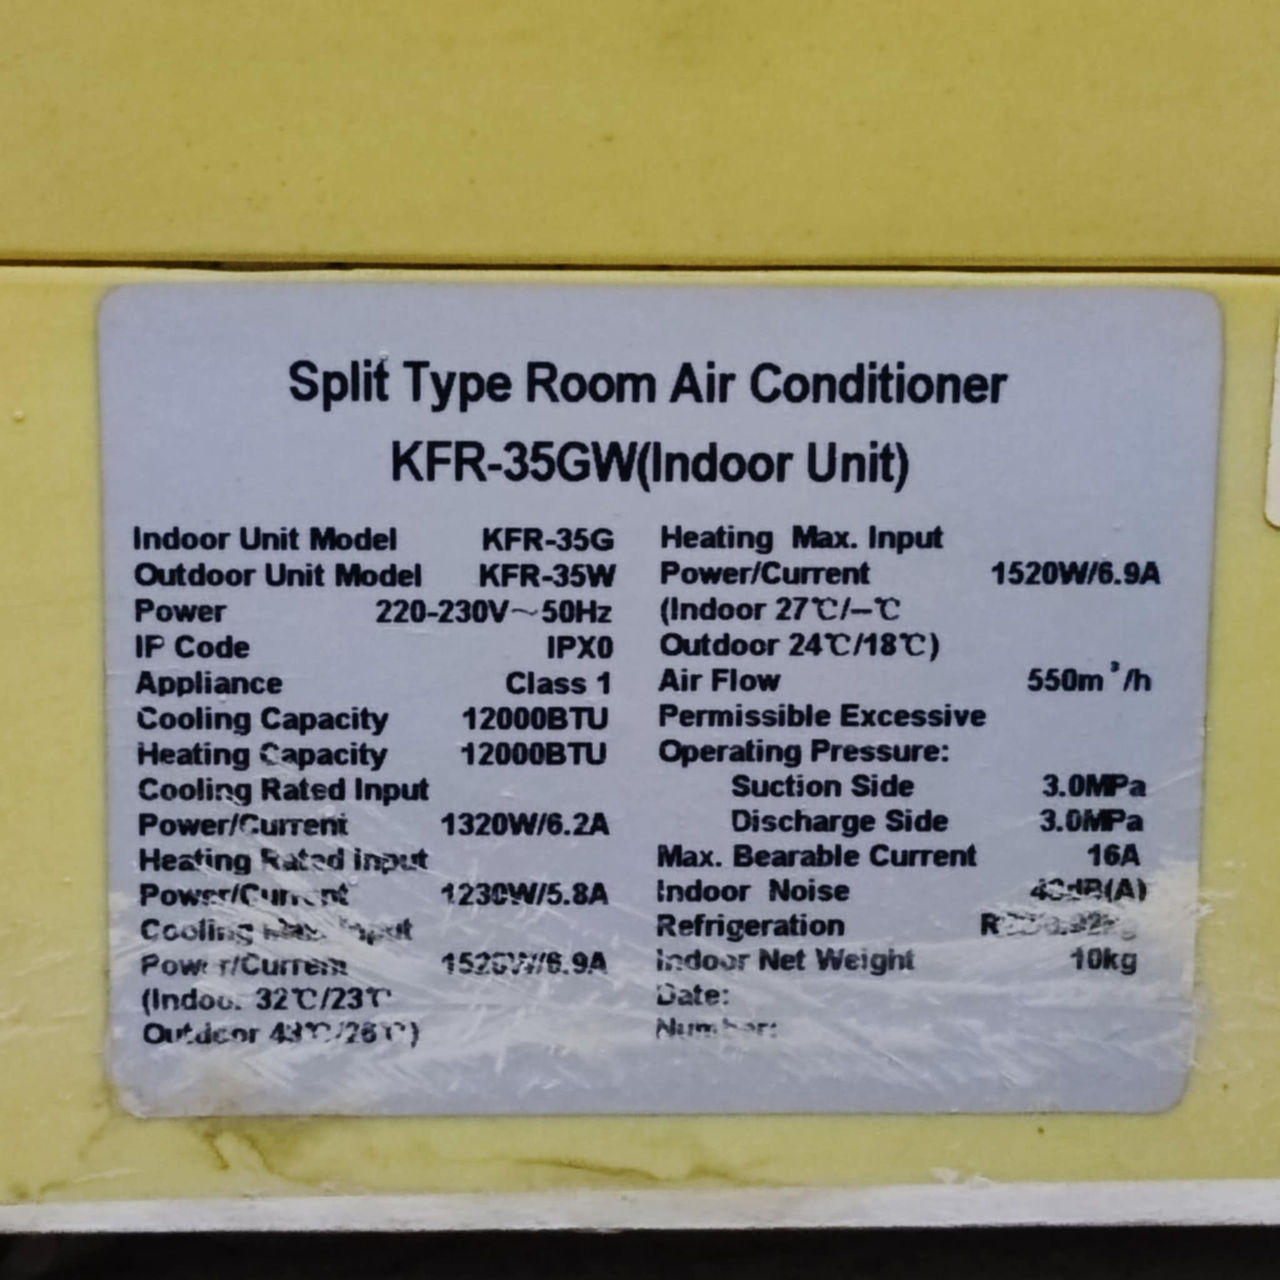 Split Type Room Air Conditioner
KFR-35GW(Indoor Unit)
Indoor Unit Model KFR-35G
Outdoor Unit Model KFR-35W
Power 220-230V～50Hz
IP Code IPX0
Appliance Class 1
Cooling Capacity 12000BTU
Heating Capacity 12000BTU
Cooling Rated Input
Power/Current 1320W/6.2A
Heating Rated Input
Power/Current 1230W/5.8A
Cooling Max. Input
Power/Current 1520W/6.9A
(Indoor 32℃/23℃
Outdoor 43℃/26℃)
Heating Max. Input
Power/Current 1520W/6.9A
(Indoor 27℃/–℃
Outdoor 24℃/18℃)
Air Flow 550m³/h
Permissible Excessive
Operating Pressure:
Suction Side 3.0MPa
Discharge Side 3.0MPa
Max. Bearable Current 16A
Indoor Noise
Refrigeration
Indoor Net Weight 10kg
Date:
Number: